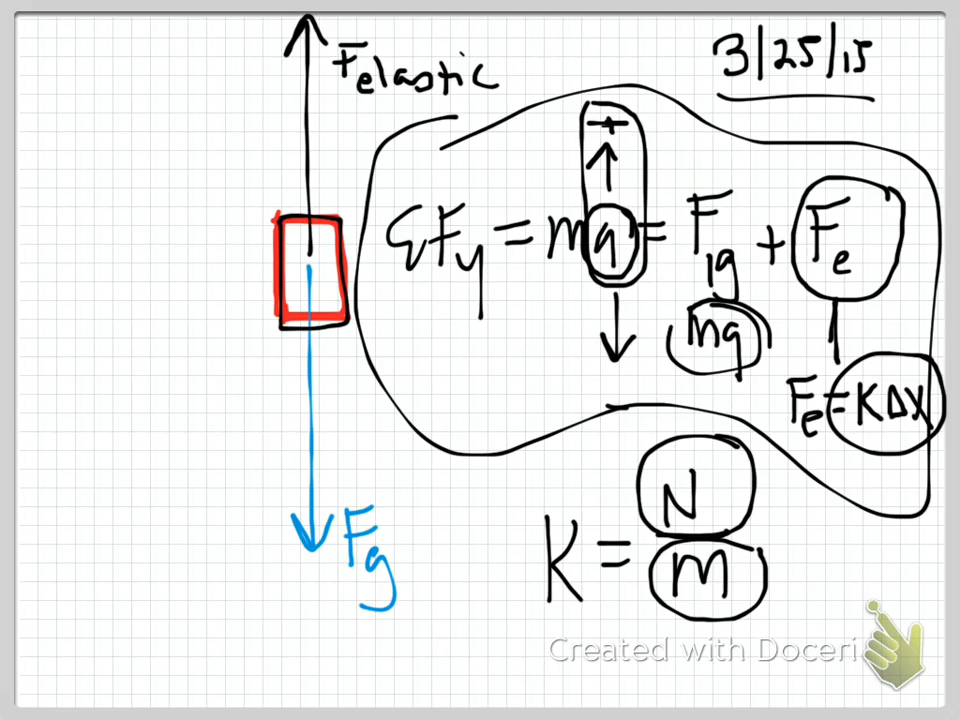 3/25/15
Felastic
+
ΣFy = ma = Fg + Fe
mg
Fe = KΔX
K = N/m
Fg
Created with Doceri